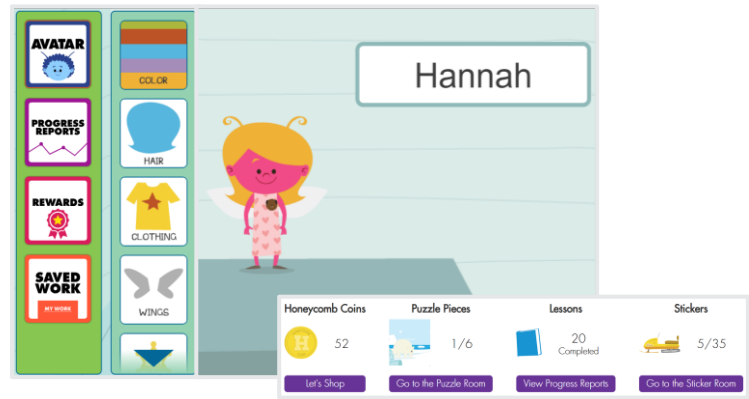 AVATAR
PROGRESS
REPORTS
REWARDS
SAVED
WORK
MY WORK
COLOR
HAIR
CLOTHING
WINGS
Hannah
Honeycomb Coins
Puzzle Pieces
Lessons
Stickers
H
52
1/6
20
Completed
5/35
Let's Shop
Go to the Puzzle Room
View Progress Reports
Go to the Sticker Room